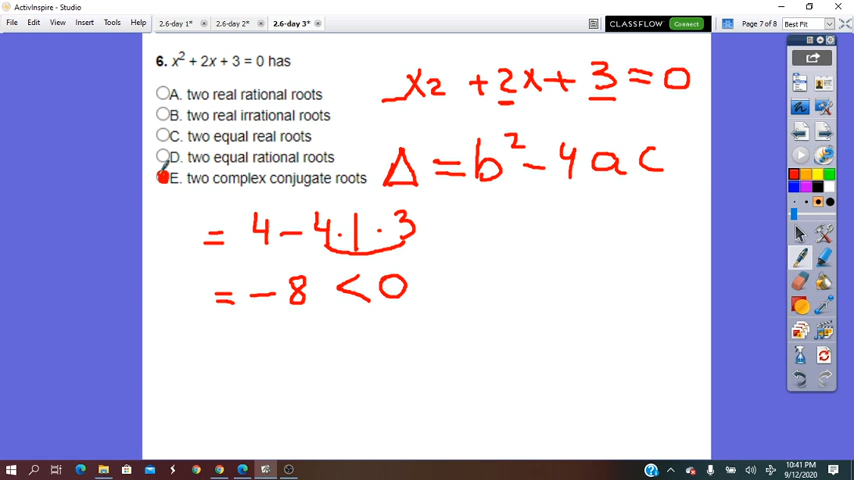 ActivInspire - Studio
File Edit View Insert Tools Help
2.6-day 1* 2.6-day 2* 2.6-day 3*
CLASSFLOW Connect Page 7 of 8 Best Fit
6. x² + 2x + 3 = 0 has
A. two real rational roots
B. two real irrational roots
C. two equal real roots
D. two equal rational roots
E. two complex conjugate roots
x2 + 2x + 3 = 0
Δ = b² - 4ac
= 4 - 4 · 1 · 3
= - 8 < 0
10:41 PM
9/12/2020